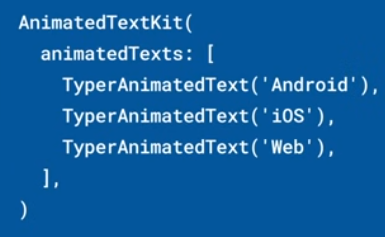 AnimatedTextKit(
  animatedTexts: [
    TyperAnimatedText('Android'),
    TyperAnimatedText('iOS'),
    TyperAnimatedText('Web'),
  ],
)